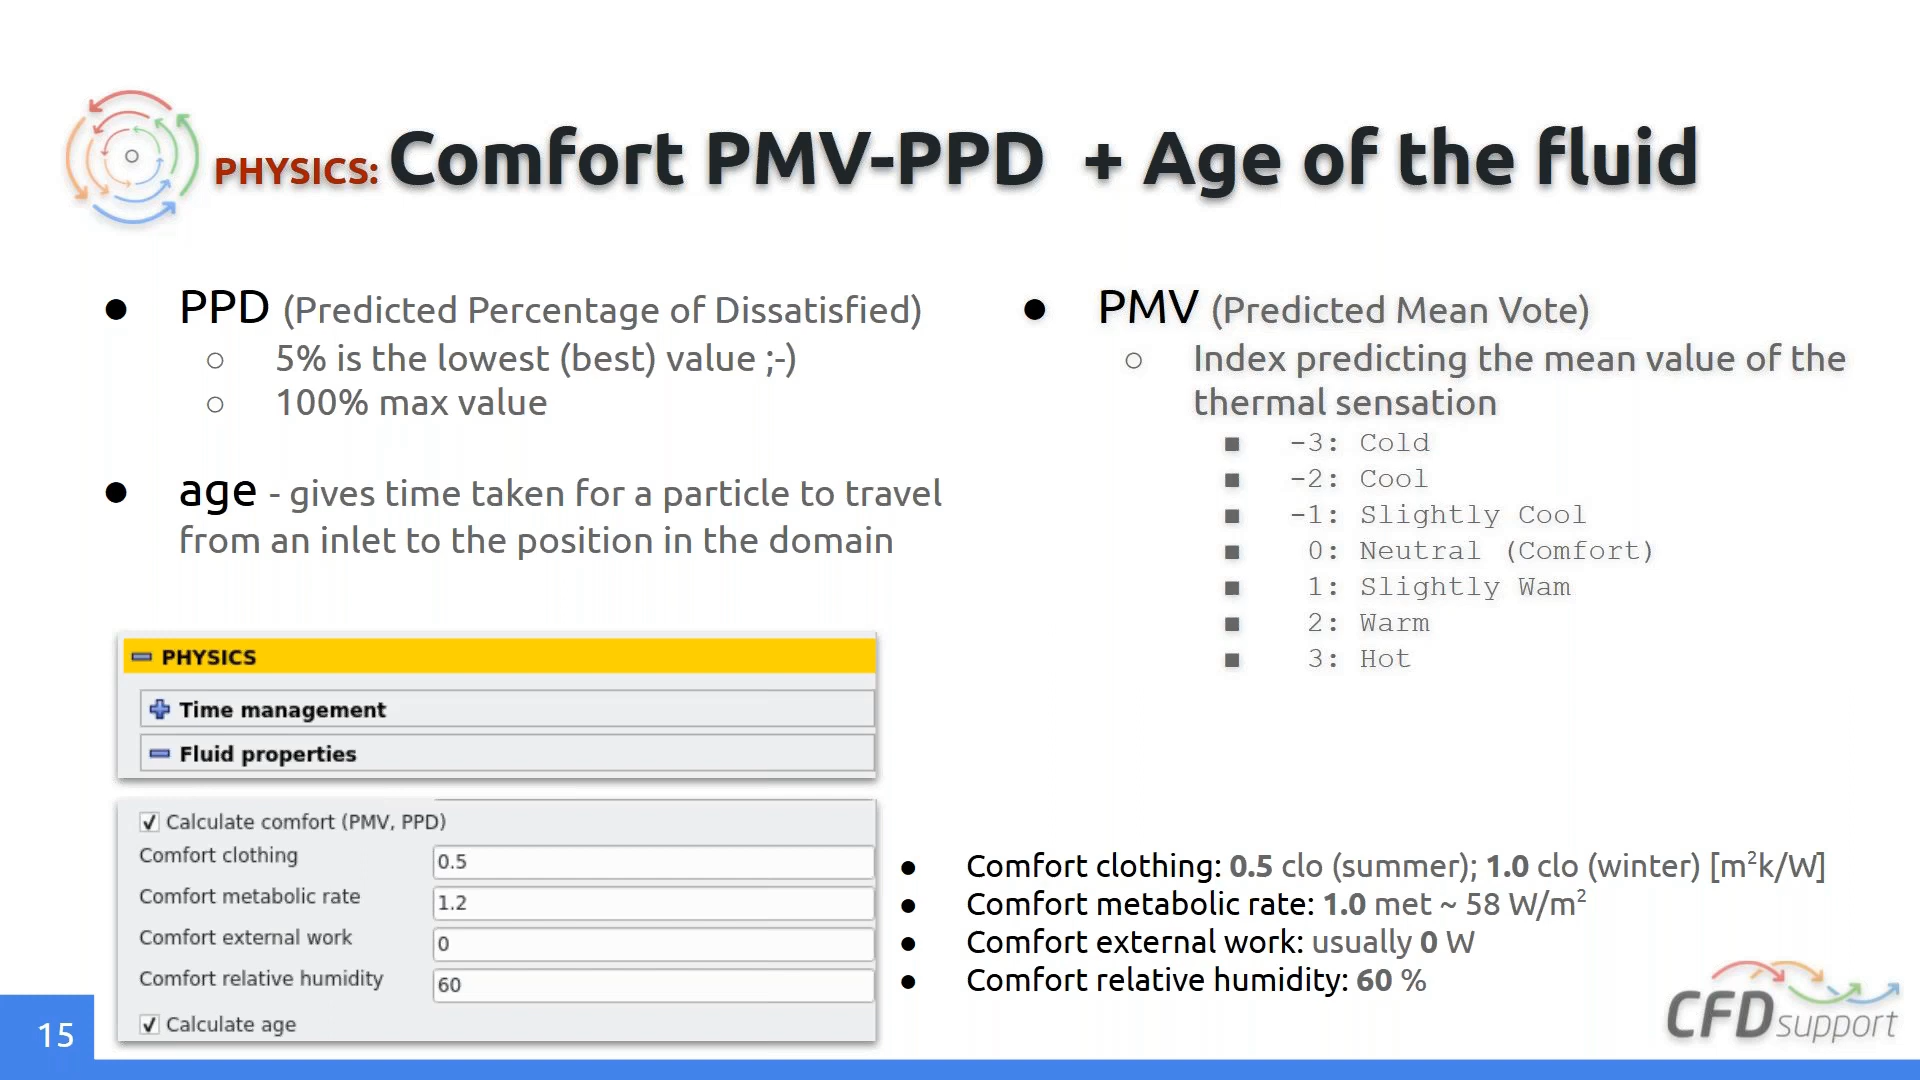 PHYSICS: Comfort PMV-PPD + Age of the fluid
● PPD (Predicted Percentage of Dissatisfied)
○ 5% is the lowest (best) value ;-)
○ 100% max value
● age - gives time taken for a particle to travel
from an inlet to the position in the domain
● PMV (Predicted Mean Vote)
○ Index predicting the mean value of the
thermal sensation
■ -3: Cold
■ -2: Cool
■ -1: Slightly Cool
■ 0: Neutral (Comfort)
■ 1: Slightly Wam
■ 2: Warm
■ 3: Hot
PHYSICS
Time management
Fluid properties
Calculate comfort (PMV, PPD)
Comfort clothing 0.5
Comfort metabolic rate 1.2
Comfort external work 0
Comfort relative humidity 60
Calculate age
● Comfort clothing: 0.5 clo (summer); 1.0 clo (winter) [m²k/W]
● Comfort metabolic rate: 1.0 met ~ 58 W/m²
● Comfort external work: usually 0 W
● Comfort relative humidity: 60 %
15
CFD support